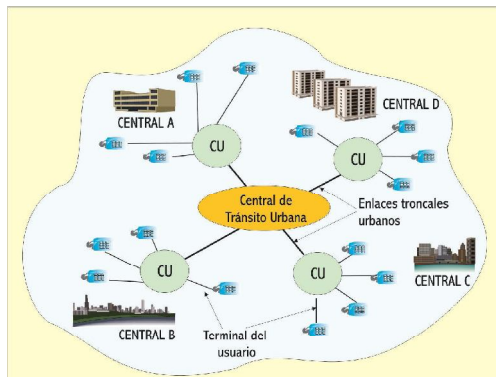 CENTRAL A
CENTRAL D
CU
CU
Central de
Tránsito Urbana
Enlaces troncales
urbanos
CU
CU
CENTRAL C
CENTRAL B
Terminal del
usuario